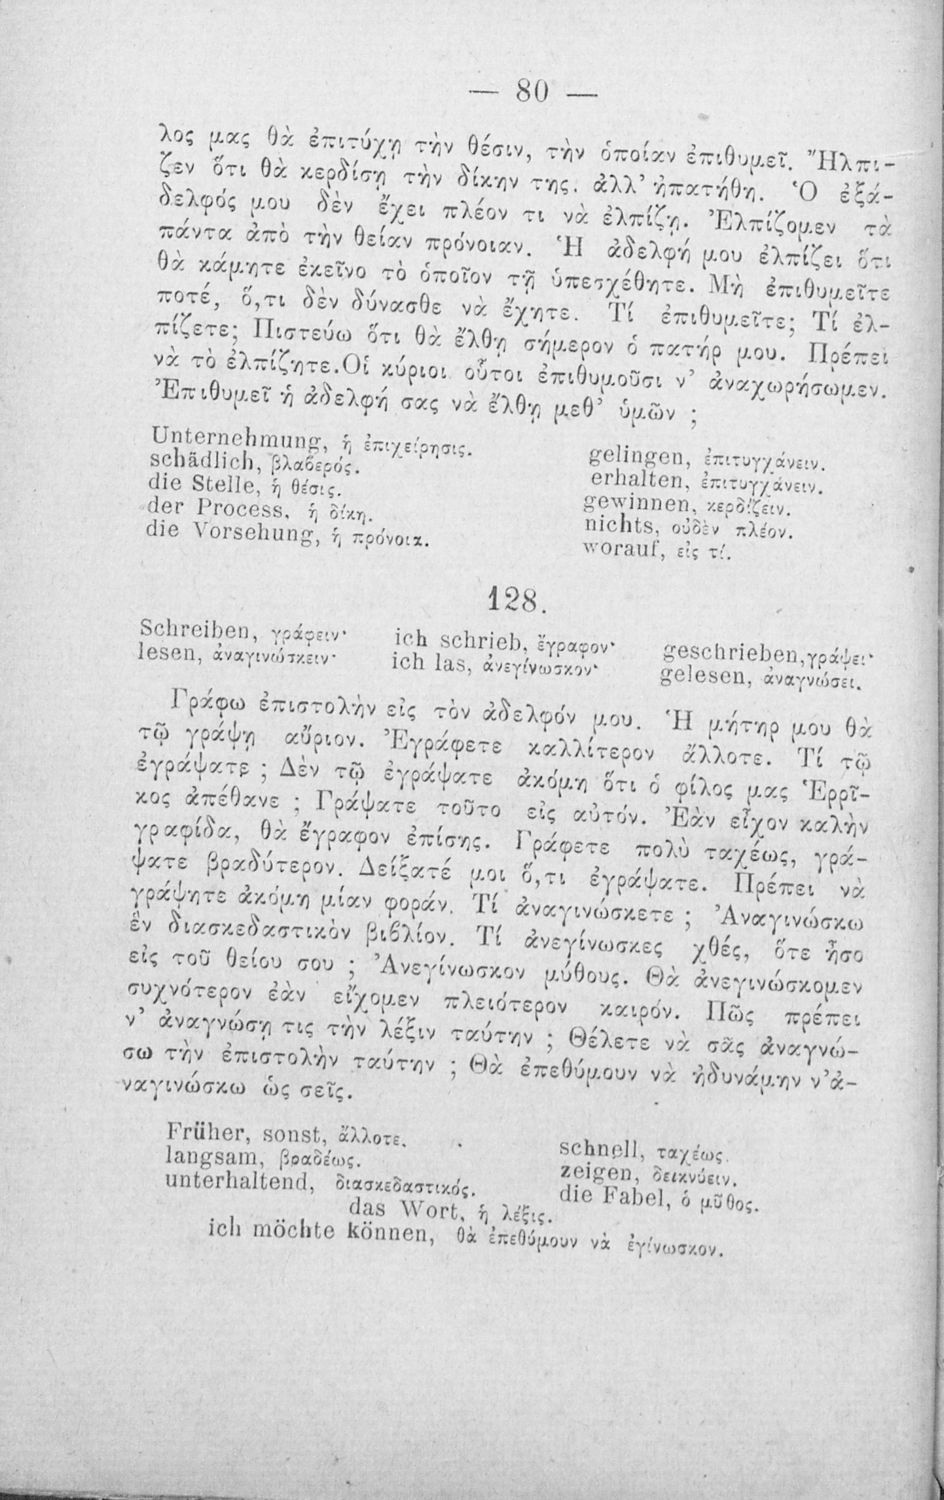 — 80 —
λος μας θὰ ἐπιτύχῃ τὴν θέσιν, τὴν ὁποίαν ἐπιθυμεῖ. Ἤλπι-
ζεν ὅτι θὰ κερδίσῃ τὴν δίκην της. ἀλλ' ἠπατήθη. Ὁ ἐξά-
δελφός μου δὲν ἔχει πλέον τι νὰ ἐλπίζῃ. Ἐλπίζομεν τὰ
πάντα ἀπὸ τὴν θείαν πρόνοιαν. Ἡ ἀδελφή μου ἐλπίζει ὅτι
θὰ κάμητε ἐκεῖνο τὸ ὁποῖον τῇ ὑπεσχέθητε. Μὴ ἐπιθυμεῖτε
ποτέ, ὅ,τι δὲν δύνασθε νὰ ἔχητε. Τί ἐπιθυμεῖτε; Τί ἐλ-
πίζετε; Πιστεύω ὅτι θὰ ἔλθῃ σήμερον ὁ πατήρ μου. Πρέπει
νὰ τὸ ἐλπίζητε. Οἱ κύριοι οὗτοι ἐπιθυμοῦσι ν' ἀναχωρήσωμεν.
Ἐπιθυμεῖ ἡ ἀδελφή σας νὰ ἔλθῃ μεθ' ὑμῶν ;
Unternehmung, ἡ ἐπιχείρησις.
schädlich, βλαβερός.
die Stelle, ἡ θέσις.
der Process, ἡ δίκη.
die Vorsehung, ἡ πρόνοια.
gelingen, ἐπιτυγχάνειν.
erhalten, ἐπιτυγχάνειν.
gewinnen, κερδίζειν.
nichts, οὐδὲν πλέον.
worauf, εἰς τί.
128.
Schreiben, γράφειν· ich schrieb, ἔγραφον· geschrieben, γράψει·
lesen, ἀναγινώσκειν· ich las, ἀνεγίνωσκον· gelesen, ἀναγνώσει.
Γράφω ἐπιστολὴν εἰς τὸν ἀδελφόν μου. Ἡ μήτηρ μου θὰ
τῷ γράψῃ αὔριον. Ἐγράφετε καλλίτερον ἄλλοτε. Τί τῷ
ἐγράψατε ; Δὲν τῷ ἐγράψατε ἀκόμη ὅτι ὁ φίλος μας Ἑρρῖ-
κος ἀπέθανε ; Γράψατε τοῦτο εἰς αὐτόν. Ἐὰν εἶχον καλὴν
γραφίδα, θὰ ἔγραφον ἐπίσης. Γράφετε πολὺ ταχέως, γρά-
ψατε βραδύτερον. Δείξατέ μοι ὅ,τι ἐγράψατε. Πρέπει νὰ
γράψητε ἀκόμη μίαν φοράν. Τί ἀναγινώσκετε ; Ἀναγινώσκω
ἓν διασκεδαστικὸν βιβλίον. Τί ἀνεγίνωσκες χθές, ὅτε ἦσο
εἰς τοῦ θείου σου ; Ἀνεγίνωσκον μύθους. Θὰ ἀνεγινώσκομεν
συχνότερον ἐὰν εἴχομεν πλειότερον καιρόν. Πῶς πρέπει
ν' ἀναγνώσῃ τις τὴν λέξιν ταύτην ; Θέλετε νὰ σᾶς ἀναγνώ-
σω τὴν ἐπιστολὴν ταύτην ; Θὰ ἐπεθύμουν νὰ ἠδυνάμην ν'ἀ-
ναγινώσκω ὡς σεῖς.
Früher, sonst, ἄλλοτε.
langsam, βραδέως.
unterhaltend, διασκεδαστικός.
schnell, ταχέως.
zeigen, δεικνύειν.
die Fabel, ὁ μῦθος.
das Wort, ἡ λέξις.
ich möchte können, θὰ ἐπεθύμουν νὰ ἐγίνωσκον.